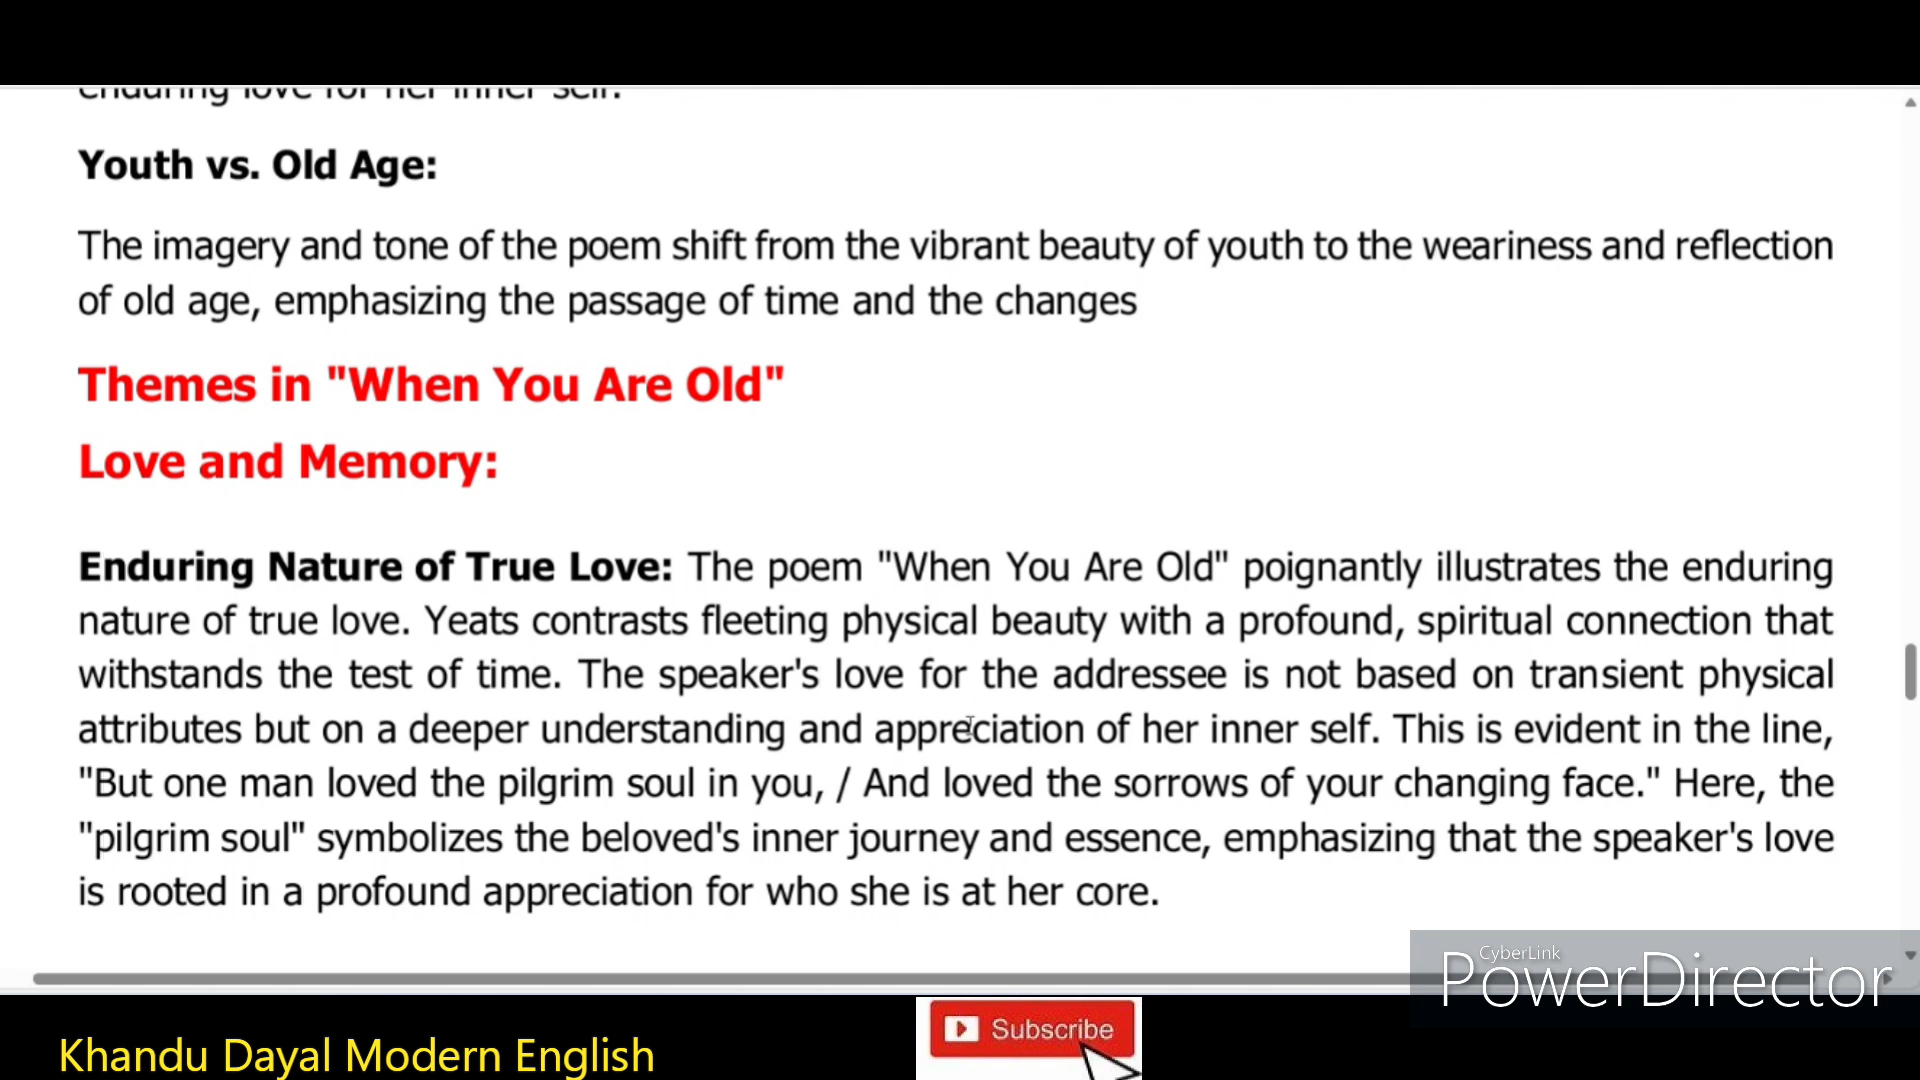 enduring love for her inner self.
Youth vs. Old Age:
The imagery and tone of the poem shift from the vibrant beauty of youth to the weariness and reflection
of old age, emphasizing the passage of time and the changes
Themes in "When You Are Old"
Love and Memory:
Enduring Nature of True Love: The poem "When You Are Old" poignantly illustrates the enduring
nature of true love. Yeats contrasts fleeting physical beauty with a profound, spiritual connection that
withstands the test of time. The speaker's love for the addressee is not based on transient physical
attributes but on a deeper understanding and appreciation of her inner self. This is evident in the line,
"But one man loved the pilgrim soul in you, / And loved the sorrows of your changing face." Here, the
"pilgrim soul" symbolizes the beloved's inner journey and essence, emphasizing that the speaker's love
is rooted in a profound appreciation for who she is at her core.
CyberLink
PowerDirector
Subscribe
Khandu Dayal Modern English